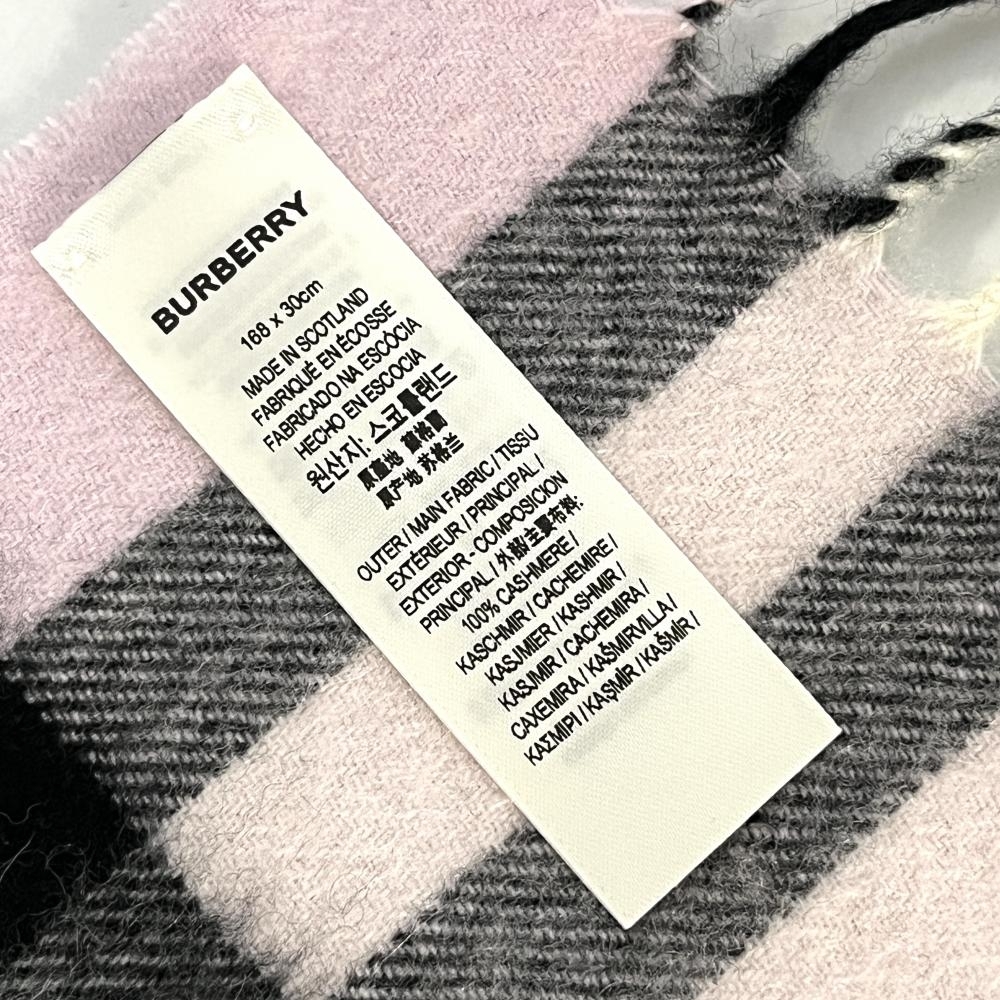 BURBERRY
168 x 30cm
MADE IN SCOTLAND
FABRIQUÉ EN ÉCOSSE
FABRICADO NA ESCÒCIA
HECHO EN ESCOCIA
원산지: 스코틀랜드
原產地 蘇格蘭
原产地 苏格兰
OUTER / MAIN FABRIC / TISSU
EXTÉRIEUR / PRINCIPAL /
EXTERIOR - COMPOSICION
PRINCIPAL / 外部/主要布料:
100% CASHMERE /
KASCHMIR / CACHEMIRE /
KASJMIER / KASHMIR /
KASJMIR / CACHEMIRA /
CAXEMIRA / KAŠMIRVILLA /
ΚΑΣΜΙΡΙ / KAŞMİR / KAŠMÍR /